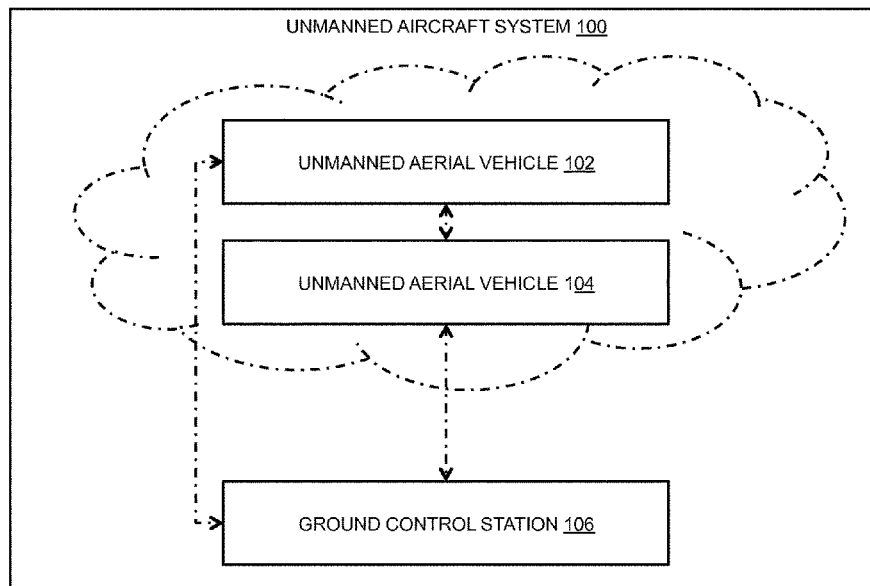 UNMANNED AIRCRAFT SYSTEM 100
UNMANNED AERIAL VEHICLE 102
UNMANNED AERIAL VEHICLE 104
GROUND CONTROL STATION 106